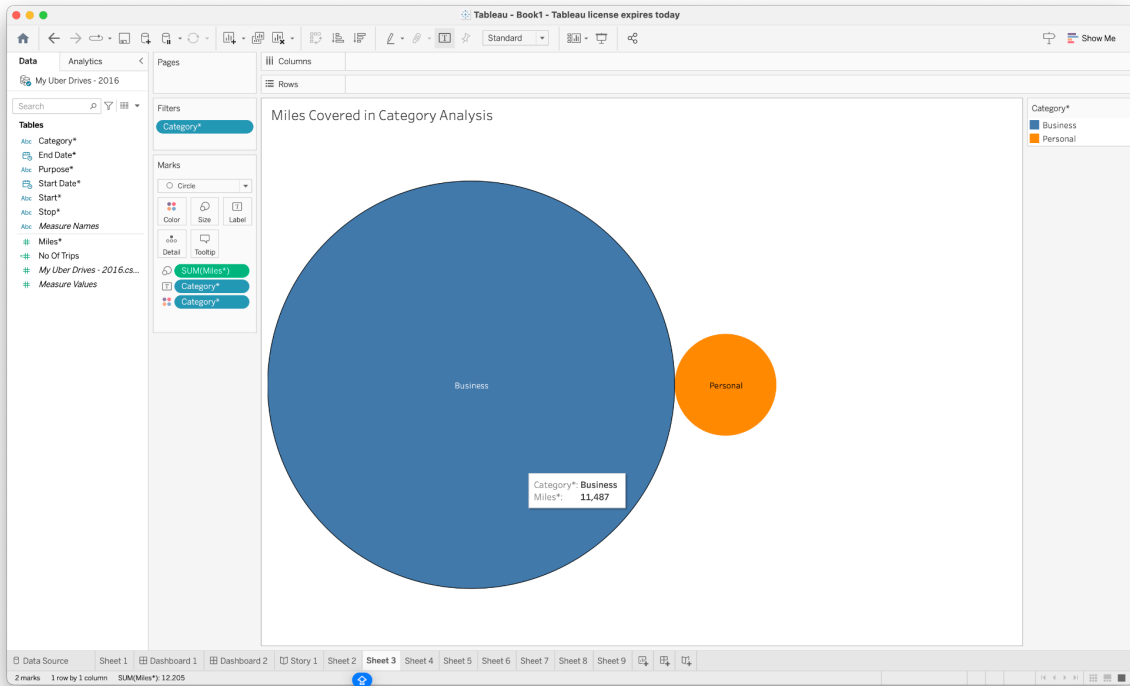 Tableau - Book1 - Tableau license expires today
Standard
Show Me
Data
Analytics
Pages
Columns
My Uber Drives - 2016
Rows
Search
Filters
Category*
Miles Covered in Category Analysis
Category*
Business
Personal
Tables
Abc Category*
End Date*
Abc Purpose*
Start Date*
Abc Start*
Abc Stop*
Abc Measure Names
# Miles*
=# No Of Trips
# My Uber Drives - 2016.cs...
# Measure Values
Marks
Circle
Color
Size
Label
Detail
Tooltip
SUM(Miles*)
Category*
Category*
Business
Personal
Category*: Business
Miles*: 11,487
Data Source
Sheet 1
Dashboard 1
Dashboard 2
Story 1
Sheet 2
Sheet 3
Sheet 4
Sheet 5
Sheet 6
Sheet 7
Sheet 8
Sheet 9
2 marks
1 row by 1 column
SUM(Miles*): 12,205